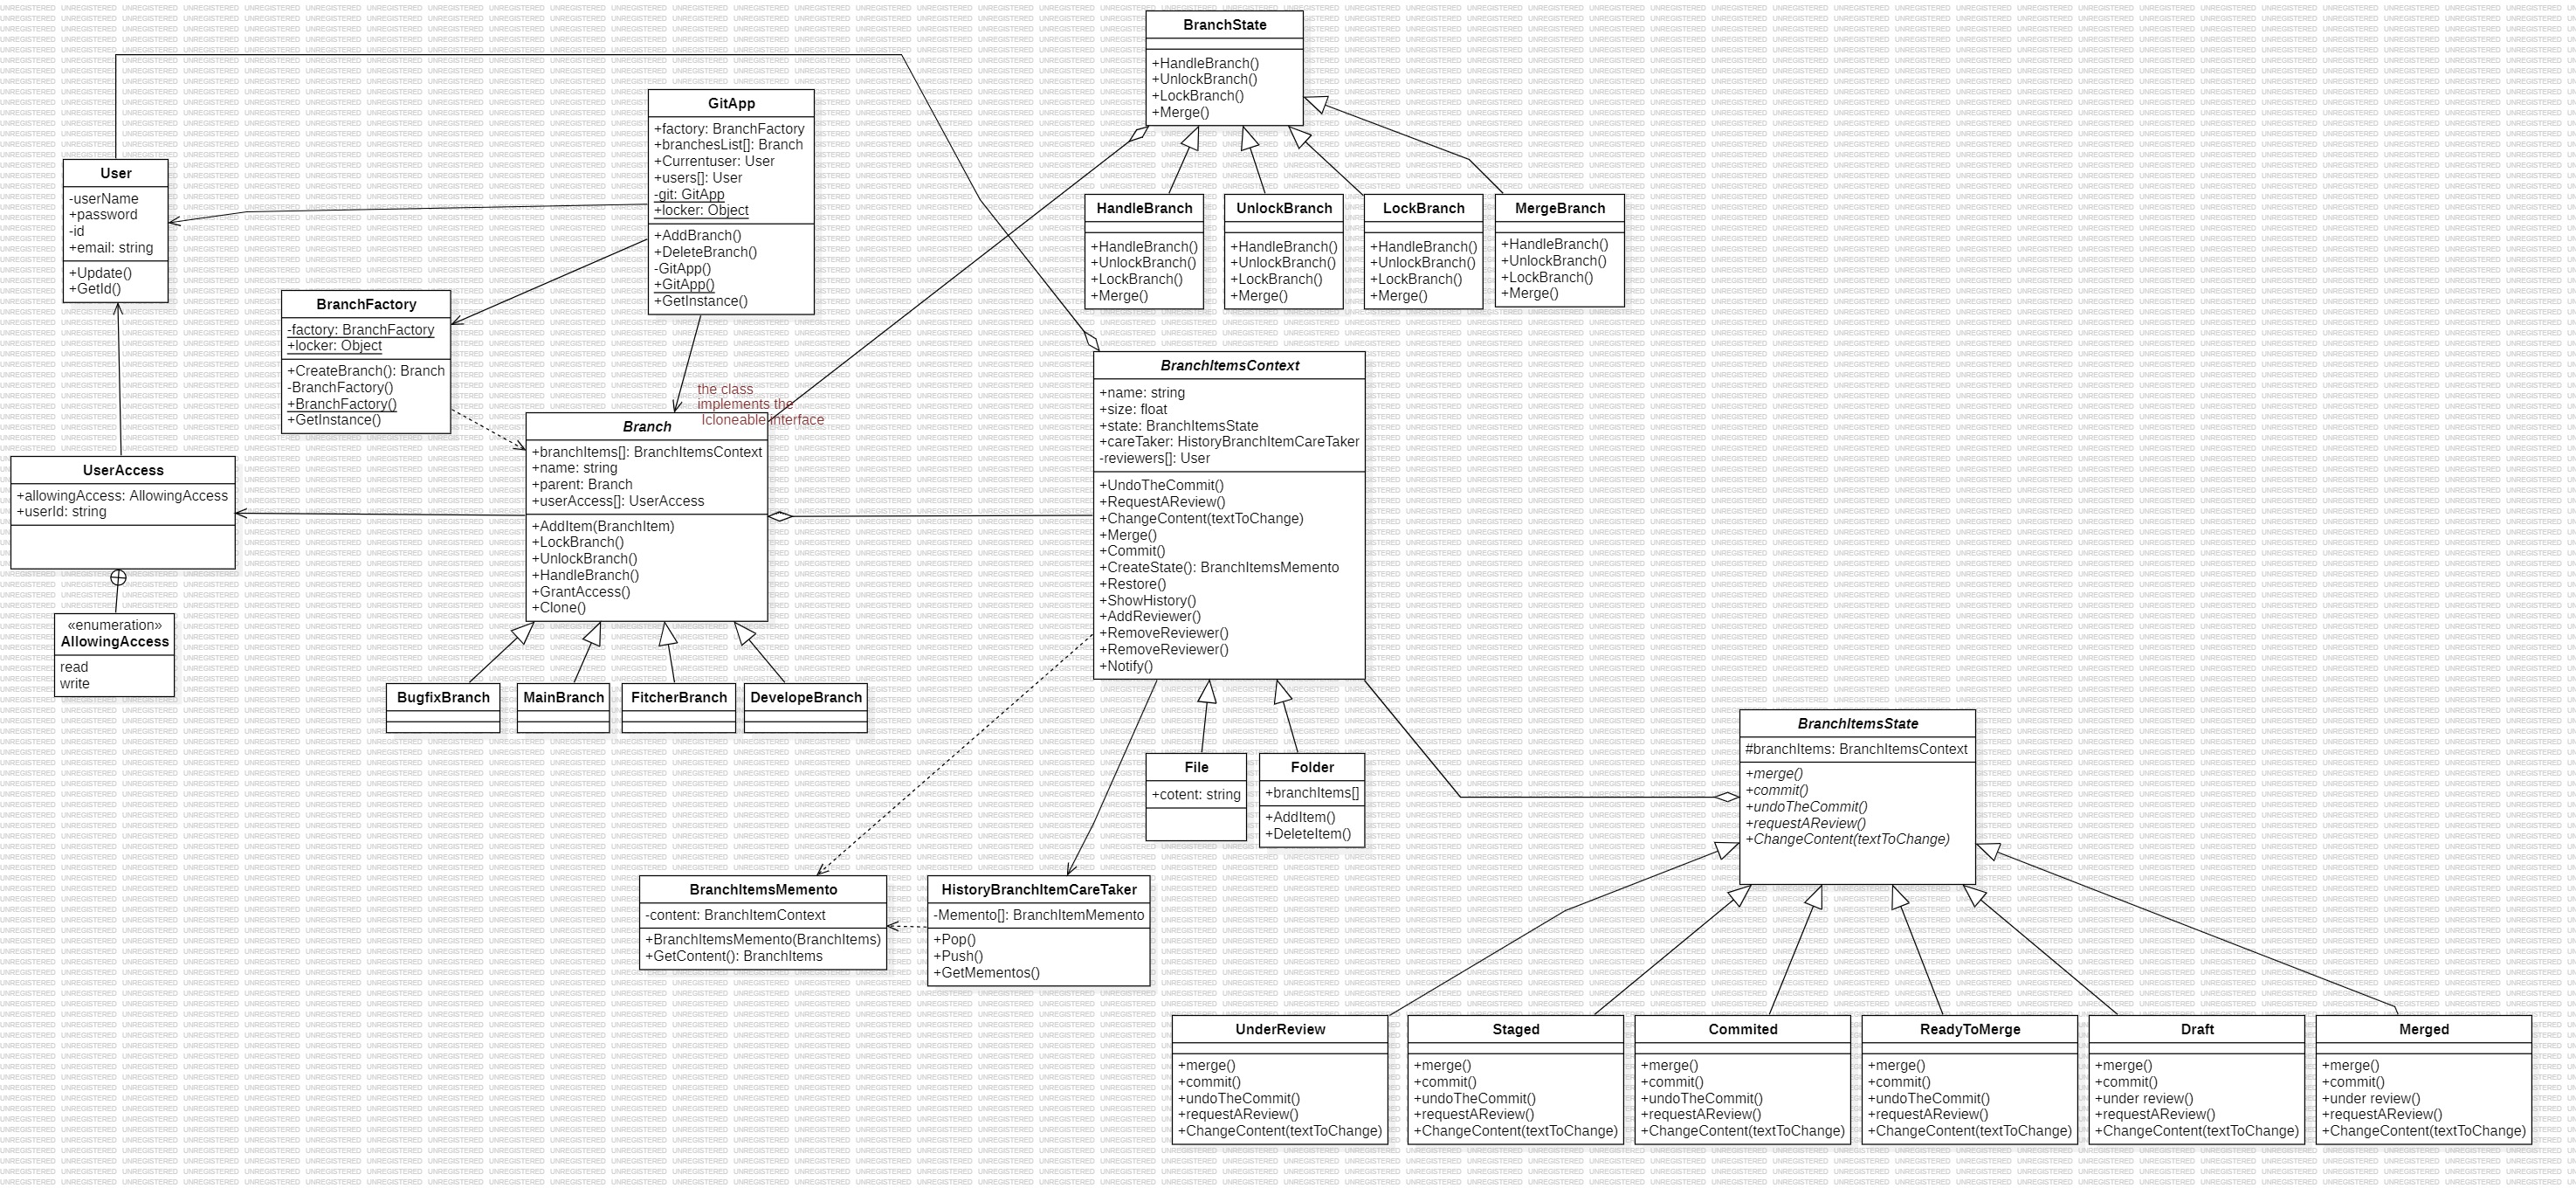 BranchState
+HandleBranch()
+UnlockBranch()
+LockBranch()
+Merge()
GitApp
+factory: BranchFactory
+branchesList[]: Branch
+Currentuser: User
+users[]: User
-git: GitApp
+locker: Object
+AddBranch()
+DeleteBranch()
-GitApp()
+GitApp()
+GetInstance()
User
-userName
+password
-id
+email: string
+Update()
+GetId()
HandleBranch
+HandleBranch()
+UnlockBranch()
+LockBranch()
+Merge()
UnlockBranch
+HandleBranch()
+UnlockBranch()
+LockBranch()
+Merge()
LockBranch
+HandleBranch()
+UnlockBranch()
+LockBranch()
+Merge()
MergeBranch
+HandleBranch()
+UnlockBranch()
+LockBranch()
+Merge()
BranchFactory
-factory: BranchFactory
+locker: Object
+CreateBranch(): Branch
-BranchFactory()
+BranchFactory()
+GetInstance()
the class
implements the
Icloneable interface
Branch
+branchItems[]: BranchItemsContext
+name: string
+parent: Branch
+userAccess[]: UserAccess
+AddItem(BranchItem)
+LockBranch()
+UnlockBranch()
+HandleBranch()
+GrantAccess()
+Clone()
BranchItemsContext
+name: string
+size: float
+state: BranchItemsState
+careTaker: HistoryBranchItemCareTaker
-reviewers[]: User
+UndoTheCommit()
+RequestAReview()
+ChangeContent(textToChange)
+Merge()
+Commit()
+CreateState(): BranchItemsMemento
+Restore()
+ShowHistory()
+AddReviewer()
+RemoveReviewer()
+RemoveReviewer()
+Notify()
UserAccess
+allowingAccess: AllowingAccess
+userId: string
«enumeration»
AllowingAccess
read
write
BugfixBranch
MainBranch
FitcherBranch
DevelopeBranch
File
+cotent: string
Folder
+branchItems[]
+AddItem()
+DeleteItem()
BranchItemsState
#branchItems: BranchItemsContext
+merge()
+commit()
+undoTheCommit()
+requestAReview()
+ChangeContent(textToChange)
BranchItemsMemento
-content: BranchItemContext
+BranchItemsMemento(BranchItems)
+GetContent(): BranchItems
HistoryBranchItemCareTaker
-Memento[]: BranchItemMemento
+Pop()
+Push()
+GetMementos()
UnderReview
+merge()
+commit()
+undoTheCommit()
+requestAReview()
+ChangeContent(textToChange)
Staged
+merge()
+commit()
+undoTheCommit()
+requestAReview()
+ChangeContent(textToChange)
Commited
+merge()
+commit()
+undoTheCommit()
+requestAReview()
+ChangeContent(textToChange)
ReadyToMerge
+merge()
+commit()
+undoTheCommit()
+requestAReview()
+ChangeContent(textToChange)
Draft
+merge()
+commit()
+under review()
+requestAReview()
+ChangeContent(textToChange)
Merged
+merge()
+commit()
+under review()
+requestAReview()
+ChangeContent(textToChange)
UNREGISTERED